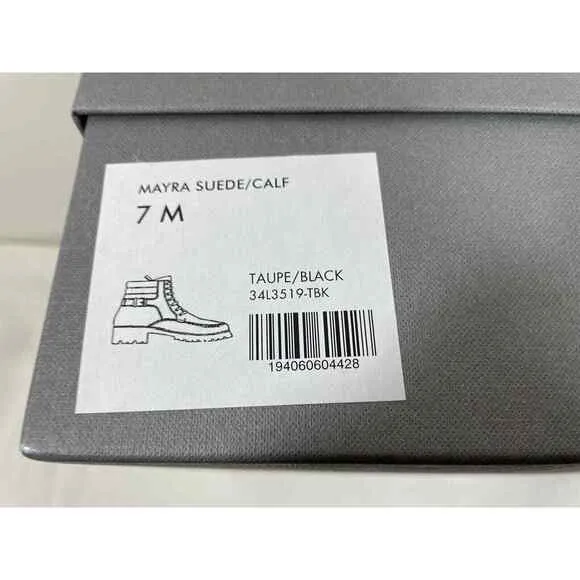 MAYRA SUEDE/CALF
7 M
TAUPE/BLACK
34L3519-TBK
194060604428